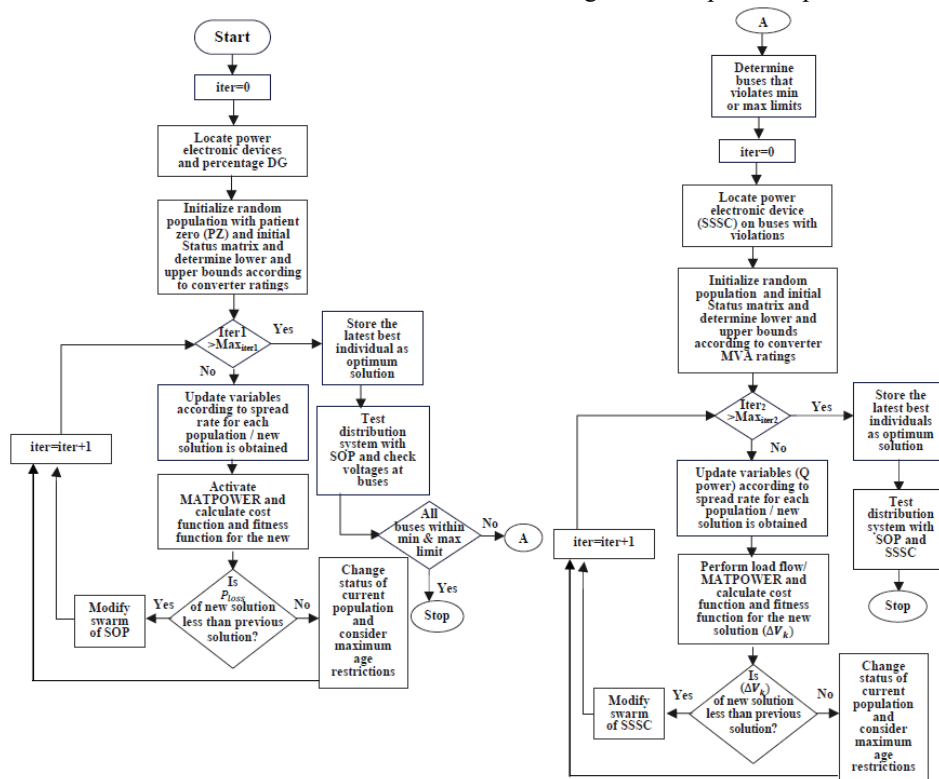 Start
iter=0
Locate power
electronic devices
and percentage DG
Initialize random
population with patient
zero (PZ) and initial
Status matrix and
determine lower and
upper bounds according
to converter ratings
Iter1
>Max_iter1
Yes
No
Store the
latest best
individual as
optimum
solution
Update variables
according to spread
rate for each
population / new
solution is obtained
iter=iter+1
Test
distribution
system with
SOP and check
voltages at
buses
Activate
MATPOWER and
calculate cost
function and fitness
function for the new
All
buses within
min & max
limit
No
A
Yes
Stop
Is
P_loss
of new solution
less than previous
solution?
Yes
No
Modify
swarm
of SOP
Change
status of
current
population
and
consider
maximum
age
restrictions
A
Determine
buses that
violates min
or max limits
iter=0
Locate power
electronic device
(SSSC) on buses with
violations
Initialize random
population and initial
Status matrix and
determine lower and
upper bounds
according to converter
MVA ratings
Iter2
>Max_iter2
Yes
No
Store the
latest best
individuals
as optimum
solution
Update variables (Q
power) according to
spread rate for each
population / new
solution is obtained
iter=iter+1
Test
distribution
system with
SOP and
SSSC
Stop
Perform load flow/
MATPOWER and
calculate cost
function and fitness
function for the new
solution (ΔV_k)
Is
(ΔV_k)
of new solution
less than previous
solution?
Yes
No
Modify
swarm
of SSSC
Change
status of
current
population
and
consider
maximum
age
restrictions